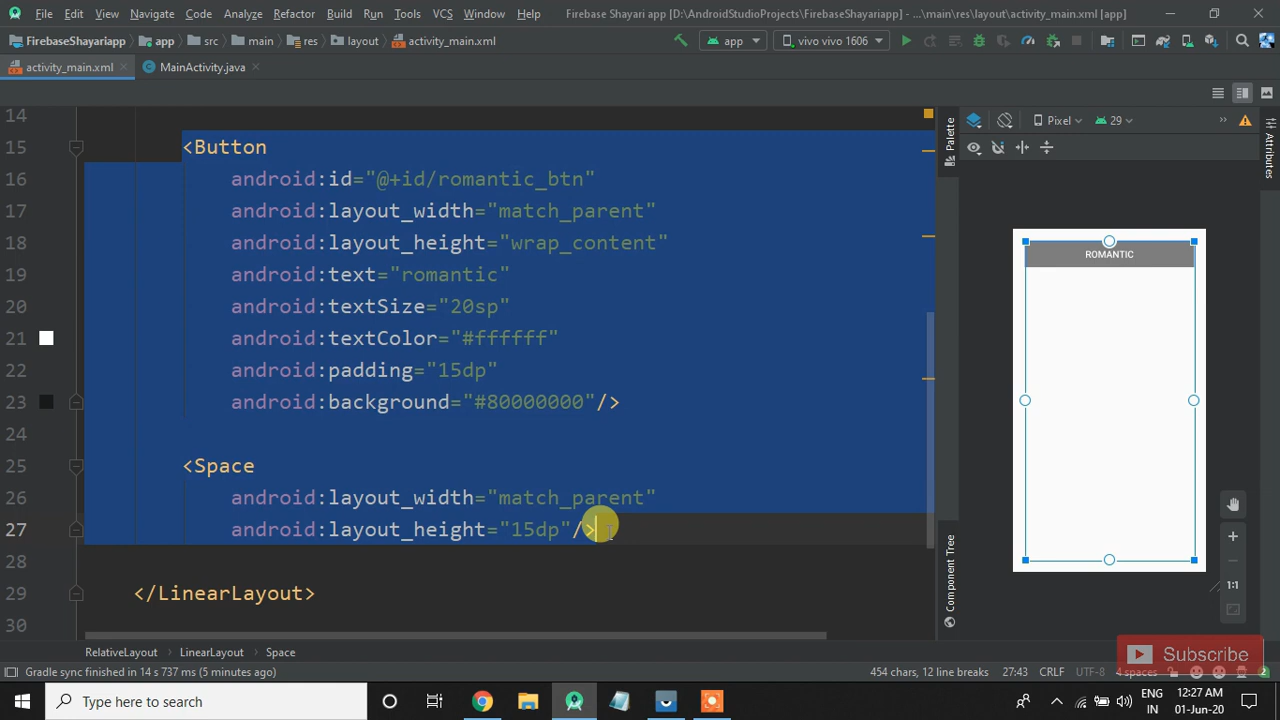 File Edit View Navigate Code Analyze Refactor Build Run Tools VCS Window Help Firebase Shayari app [D:\AndroidStudioProjects\FirebaseShayariapp] - ...\main\res\layout\activity_main.xml [app]
FirebaseShayariapp app src main res layout activity_main.xml app vivo vivo 1606
activity_main.xml MainActivity.java
Pixel 29
Palette
Attributes
14
15 <Button
16 android:id="@+id/romantic_btn"
17 android:layout_width="match_parent"
18 android:layout_height="wrap_content"
19 android:text="romantic"
20 android:textSize="20sp"
21 android:textColor="#ffffff"
22 android:padding="15dp"
23 android:background="#80000000"/>
24
25 <Space
26 android:layout_width="match_parent"
27 android:layout_height="15dp"/>
28
29 </LinearLayout>
30
ROMANTIC
Component Tree
1:1
RelativeLayout LinearLayout Space
Subscribe
Gradle sync finished in 14 s 737 ms (5 minutes ago) 454 chars, 12 line breaks 27:43 CRLF UTF-8 4 spaces 2
Type here to search
ENG
IN
12:27 AM
01-Jun-20